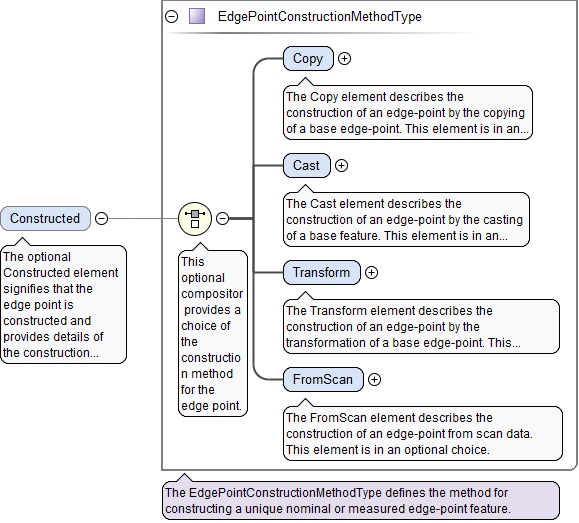 EdgePointConstructionMethodType
Copy
The Copy element describes the
construction of an edge-point by the copying
of a base edge-point. This element is in an...
Cast
The Cast element describes the
construction of an edge-point by the casting
of a base feature. This element is in an...
Constructed
The optional
Constructed element
signifies that the
edge point is
constructed and
provides details of
the construction...
This
optional
compositor
provides a
choice of
the
constructio
n method
for the
edge point.
Transform
The Transform element describes the
construction of an edge-point by the
transformation of a base edge-point. This...
FromScan
The FromScan element describes the
construction of an edge-point from scan data.
This element is in an optional choice.
The EdgePointConstructionMethodType defines the method for
constructing a unique nominal or measured edge-point feature.